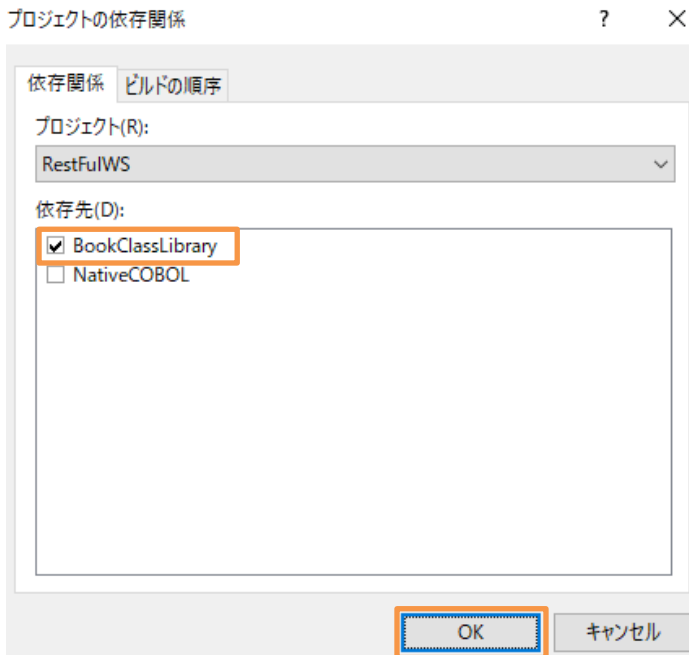 プロジェクトの依存関係
?
依存関係 ビルドの順序
プロジェクト(R):
RestFulWS
依存先(D):
BookClassLibrary
NativeCOBOL
OK キャンセル